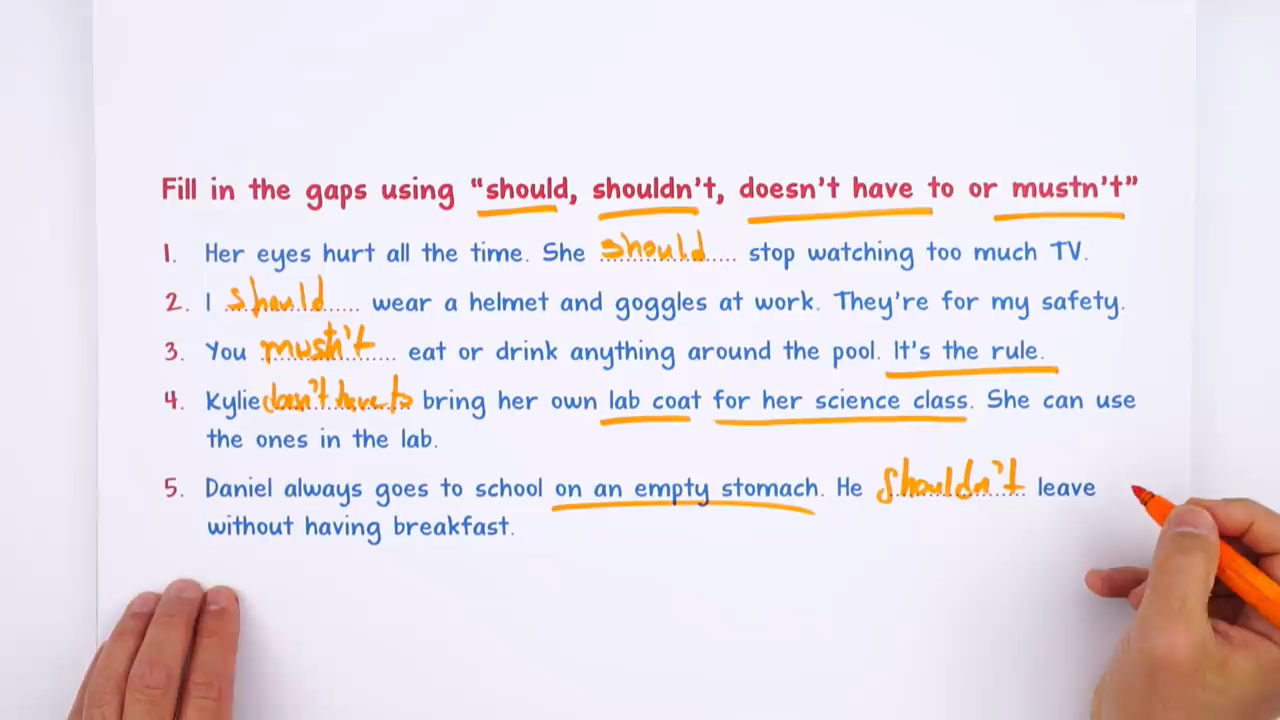 Fill in the gaps using “should, shouldn’t, doesn’t have to or mustn’t”
1. Her eyes hurt all the time. She should stop watching too much TV.
2. I should wear a helmet and goggles at work. They’re for my safety.
3. You mustn't eat or drink anything around the pool. It’s the rule.
4. Kylie doesn't have to bring her own lab coat for her science class. She can use
the ones in the lab.
5. Daniel always goes to school on an empty stomach. He shouldn't leave
without having breakfast.